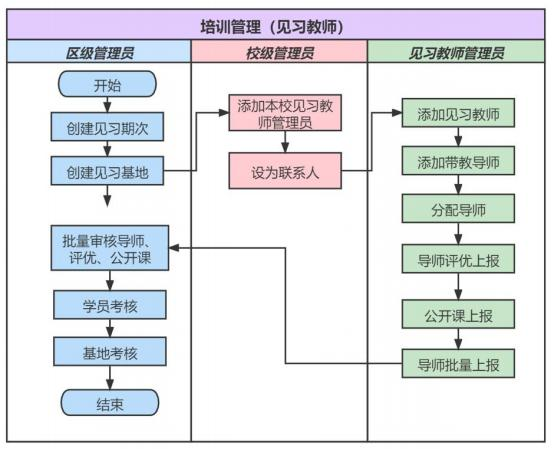 培训管理（见习教师）
区级管理员
校级管理员
见习教师管理员
开始
创建见习期次
创建见习基地
批量审核导师、
评优、公开课
学员考核
基地考核
结束
添加本校见习教
师管理员
设为联系人
添加见习教师
添加带教导师
分配导师
导师评优上报
公开课上报
导师批量上报